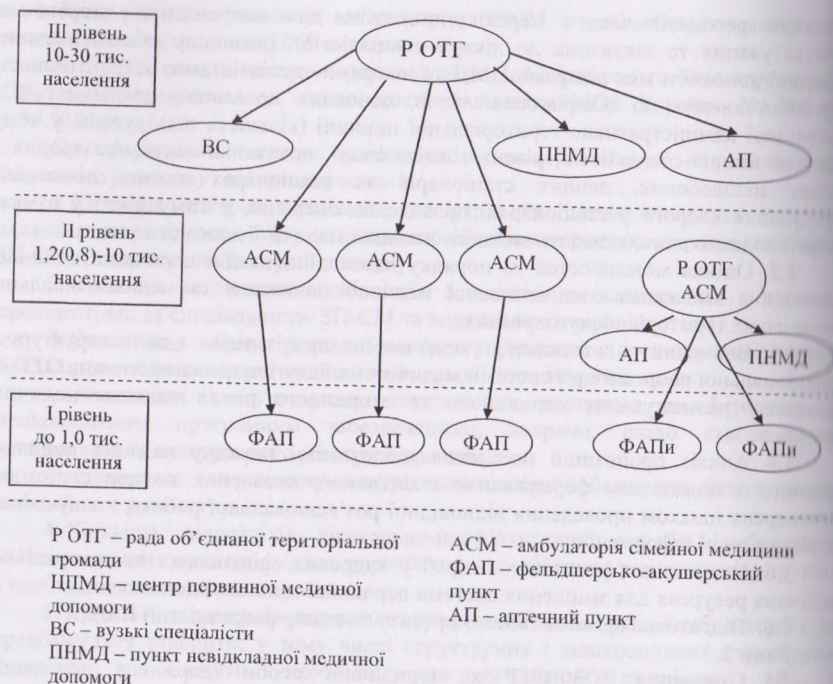 III рівень
10-30 тис.
населення
Р ОТГ
ВС
ПНМД
АП
II рівень
1,2(0,8)-10 тис.
населення
АСМ
АСМ
АСМ
Р ОТГ
АСМ
АП
ПНМД
I рівень
до 1,0 тис.
населення
ФАП
ФАП
ФАП
ФАПи
ФАПи
Р ОТГ – рада об’єднаної територіальної
громади
ЦПМД – центр первинної медичної
допомоги
ВС – вузькі спеціалісти
ПНМД – пункт невідкладної медичної
допомоги
АСМ – амбулаторія сімейної медицини
ФАП – фельдшерсько-акушерський
пункт
АП – аптечний пункт